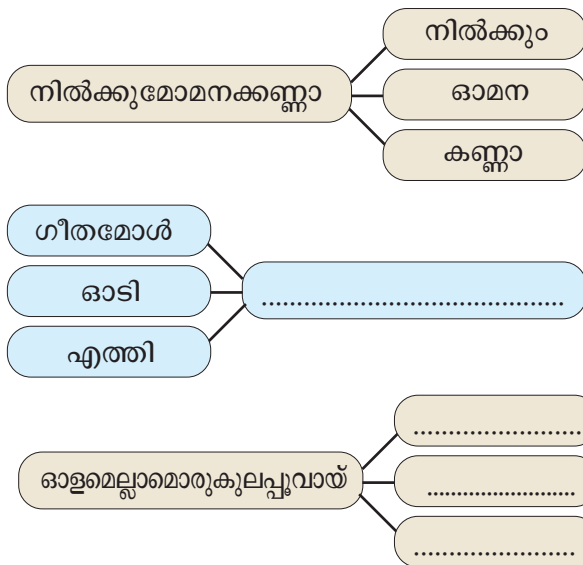 നിൽക്കും
നിൽക്കുമോമനക്കണ്ണാ
ഓമന
കണ്ണാ
ഗീതമോൾ
ഓടി
.............................................
എത്തി
.........................
ഓളമെല്ലാമൊരുകുലപ്പൂവായ്
.........................
.........................